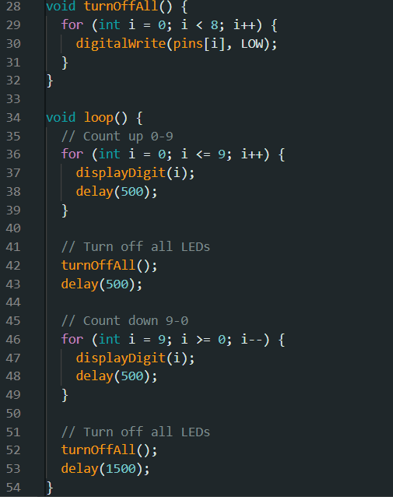 28 void turnOffAll() {
29   for (int i = 0; i < 8; i++) {
30     digitalWrite(pins[i], LOW);
31   }
32 }
33
34 void loop() {
35   // Count up 0-9
36   for (int i = 0; i <= 9; i++) {
37     displayDigit(i);
38     delay(500);
39   }
40
41   // Turn off all LEDs
42   turnOffAll();
43   delay(500);
44
45   // Count down 9-0
46   for (int i = 9; i >= 0; i--) {
47     displayDigit(i);
48     delay(500);
49   }
50
51   // Turn off all LEDs
52   turnOffAll();
53   delay(1500);
54 }